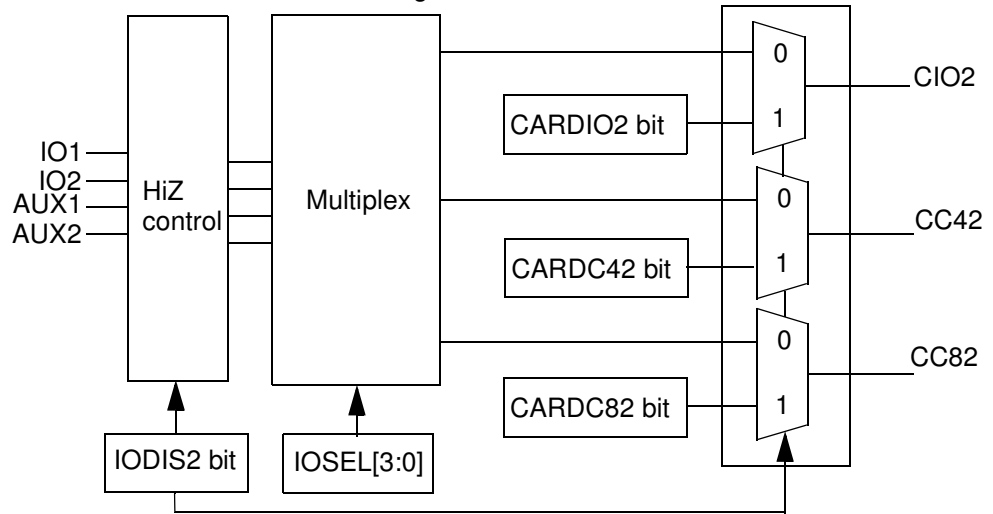 0
CIO2
CARDIO2 bit
1
IO1
IO2
AUX1
AUX2
HiZ
control
Multiplex
0
CC42
CARDC42 bit
1
0
CC82
CARDC82 bit
1
IODIS2 bit
IOSEL[3:0]